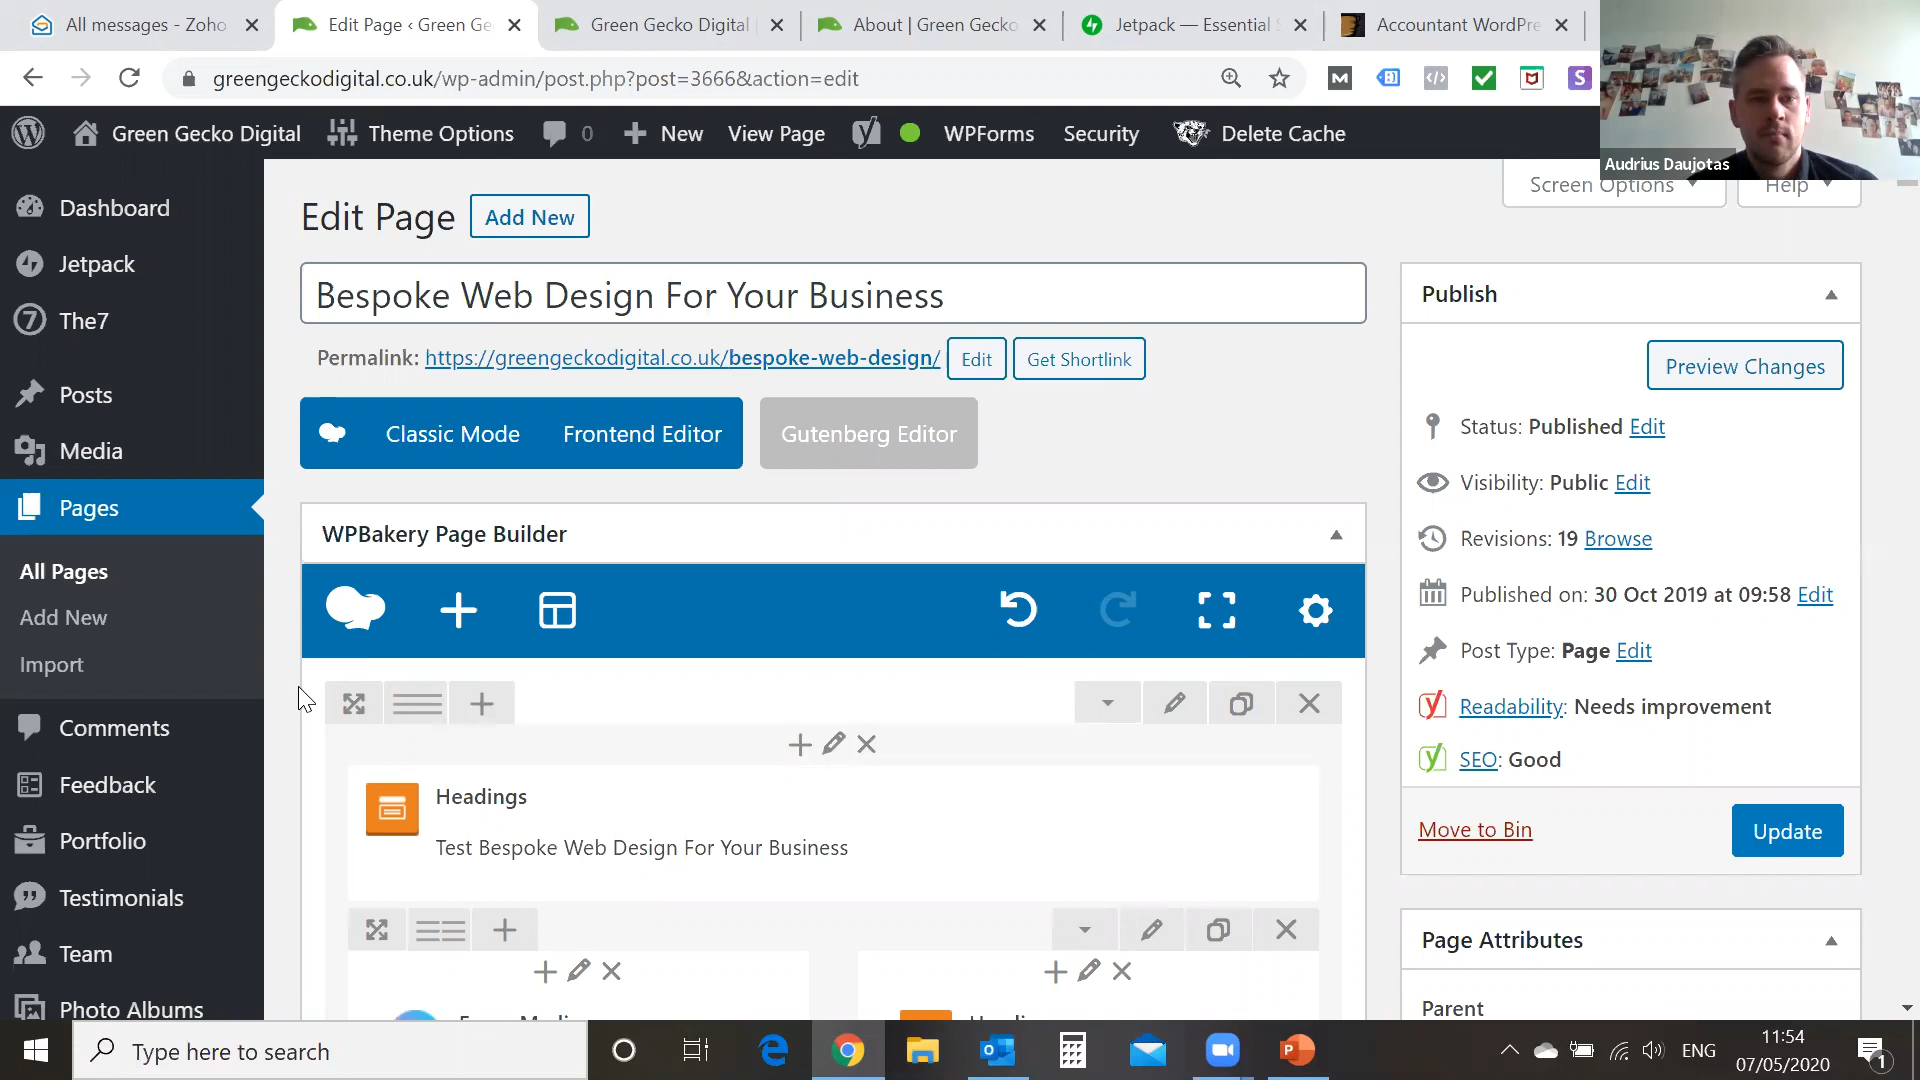 All messages - Zoho
Edit Page ‹ Green Ge
Green Gecko Digital
About | Green Gecko
Jetpack — Essential S
Accountant WordPre
greengeckodigital.co.uk/wp-admin/post.php?post=3666&action=edit
Green Gecko Digital
Theme Options
0
New
View Page
WPForms
Security
Delete Cache
Audrius Daujotas
Screen Options
Help
Dashboard
Jetpack
The7
Posts
Media
Pages
All Pages
Add New
Import
Comments
Feedback
Portfolio
Testimonials
Team
Photo Albums
Edit Page
Add New
Bespoke Web Design For Your Business
Permalink: https://greengeckodigital.co.uk/bespoke-web-design/
Edit
Get Shortlink
Classic Mode
Frontend Editor
Gutenberg Editor
WPBakery Page Builder
Headings
Test Bespoke Web Design For Your Business
Publish
Preview Changes
Status: Published Edit
Visibility: Public Edit
Revisions: 19 Browse
Published on: 30 Oct 2019 at 09:58 Edit
Post Type: Page Edit
Readability: Needs improvement
SEO: Good
Move to Bin
Update
Page Attributes
Parent
Type here to search
ENG
11:54
07/05/2020
1